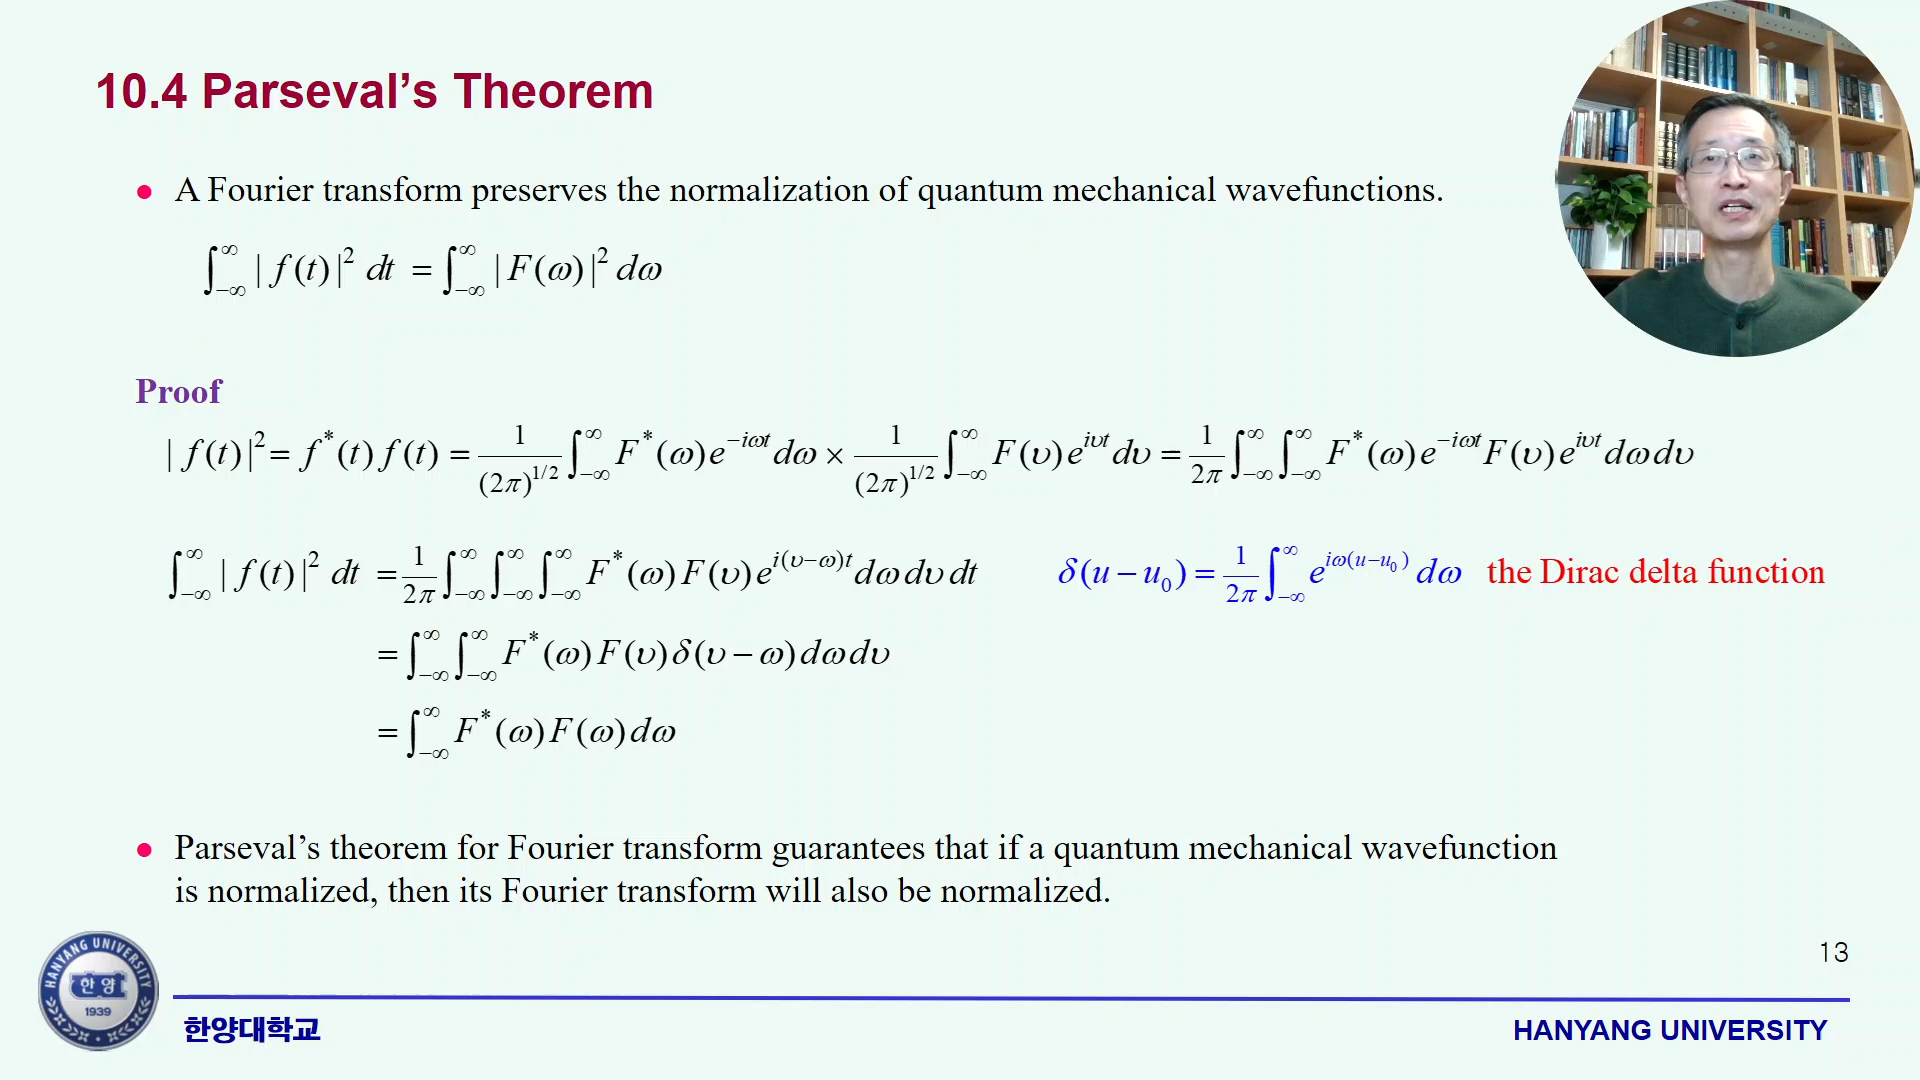 10.4 Parseval’s Theorem
● A Fourier transform preserves the normalization of quantum mechanical wavefunctions.
∫_{−∞}^{∞} | f(t)|² dt = ∫_{−∞}^{∞} | F(ω)|² dω
Proof
| f(t)|² = f*(t) f(t) = 1/(2π)^{1/2} ∫_{−∞}^{∞} F*(ω)e^{−iωt} dω × 1/(2π)^{1/2} ∫_{−∞}^{∞} F(υ)e^{iυt} dυ = 1/2π ∫_{−∞}^{∞} ∫_{−∞}^{∞} F*(ω)e^{−iωt} F(υ)e^{iυt} dω dυ
∫_{−∞}^{∞} | f(t)|² dt = 1/2π ∫_{−∞}^{∞} ∫_{−∞}^{∞} ∫_{−∞}^{∞} F*(ω)F(υ)e^{i(υ−ω)t} dω dυ dt δ(u − u₀) = 1/2π ∫_{−∞}^{∞} e^{iω(u−u₀)} dω the Dirac delta function
= ∫_{−∞}^{∞} ∫_{−∞}^{∞} F*(ω)F(υ)δ(υ − ω)dω dυ
= ∫_{−∞}^{∞} F*(ω)F(ω)dω
● Parseval’s theorem for Fourier transform guarantees that if a quantum mechanical wavefunction
is normalized, then its Fourier transform will also be normalized.
13
HANYANG UNIVERSITY
한양
1939
한양대학교
HANYANG UNIVERSITY